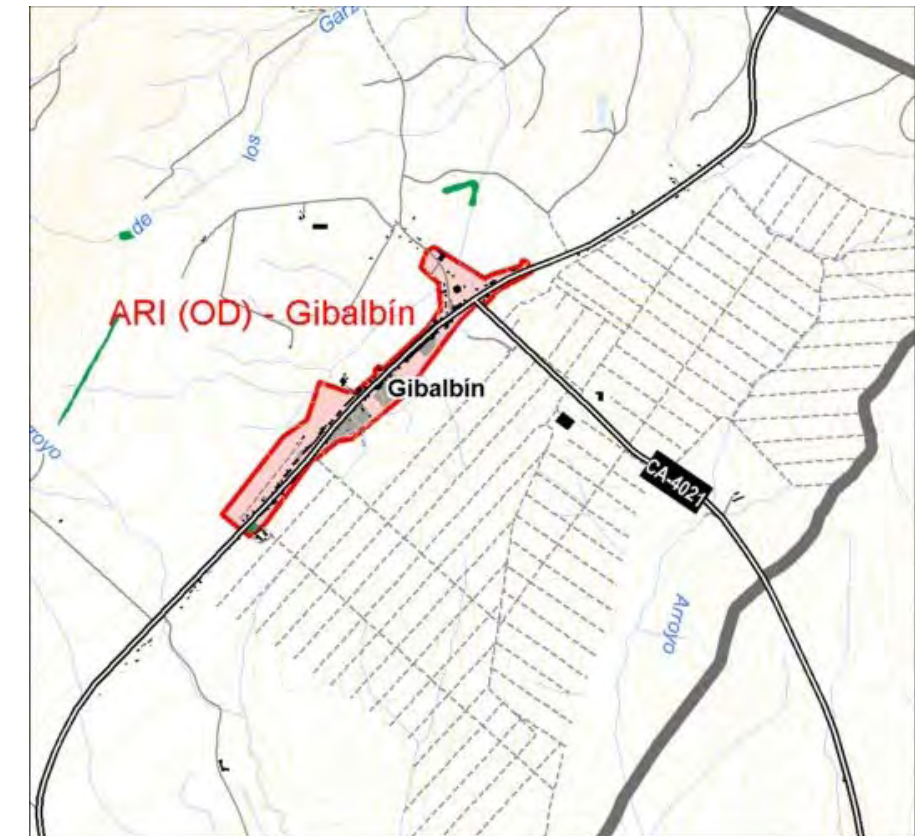 los
de
ARI (OD) - Gibalbín
Gibalbín
CA-4021
Arroyo